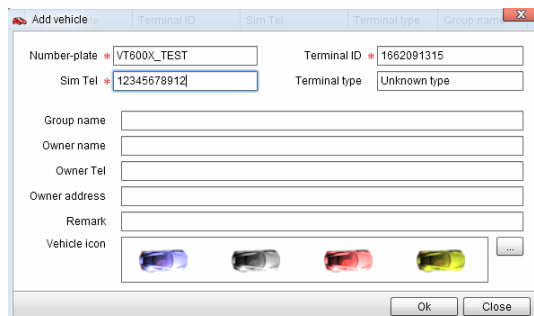 Add vehicle Terminal ID Sim Tel Terminal type Group name
Number-plate * VT600X_TEST Terminal ID * 1662091315
Sim Tel * 12345678912 Terminal type Unknown type
Group name
Owner name
Owner Tel
Owner address
Remark
Vehicle icon ...
Ok Close